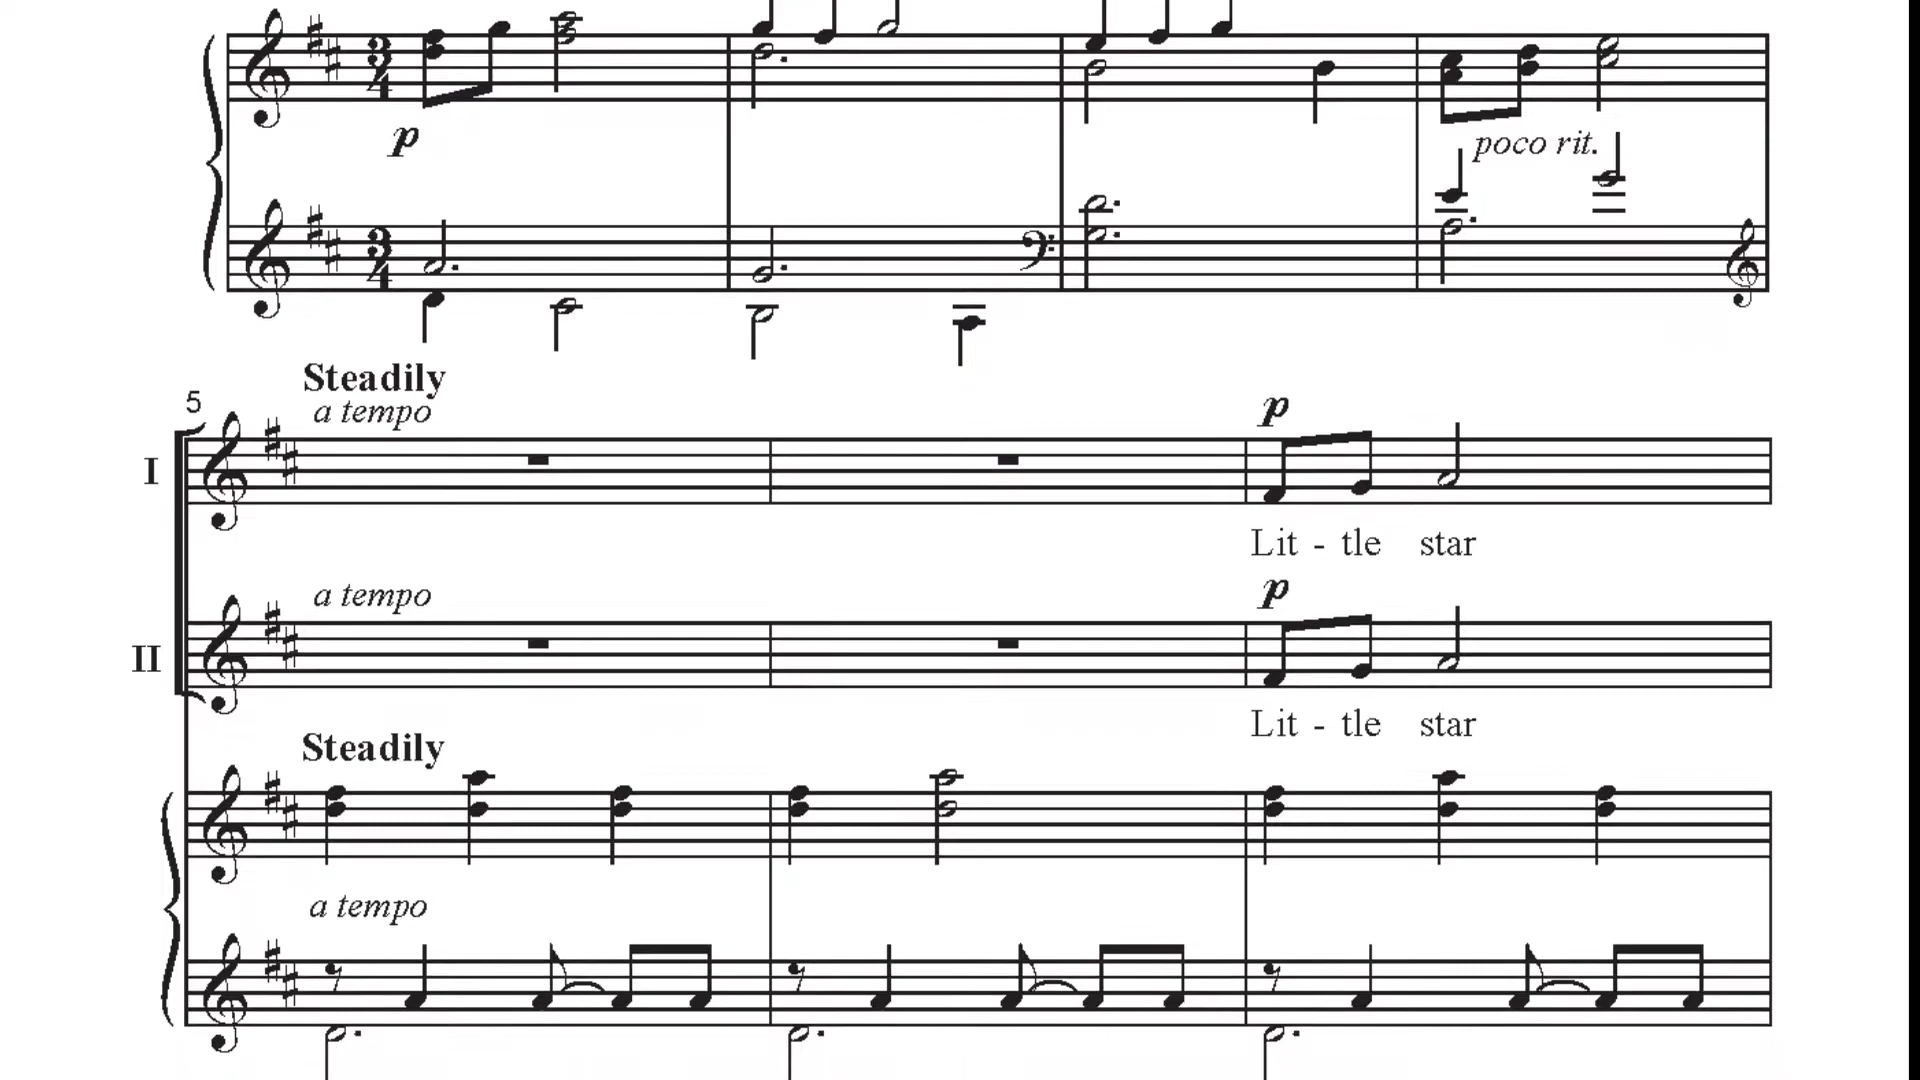 3
4
p
poco rit.
3
4
Steadily
5
a tempo
p
I
Lit - tle star
a tempo
p
II
Lit - tle star
Steadily
a tempo